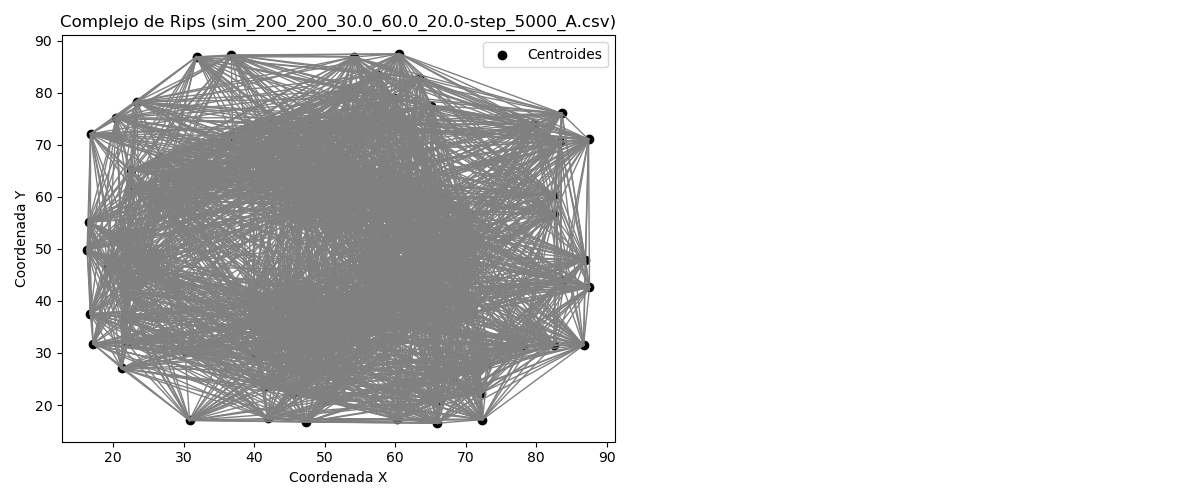 Complejo de Rips (sim_200_200_30.0_60.0_20.0-step_5000_A.csv)
Centroides
90
80
70
60
50
40
30
20
Coordenada Y
20 30 40 50 60 70 80 90
Coordenada X